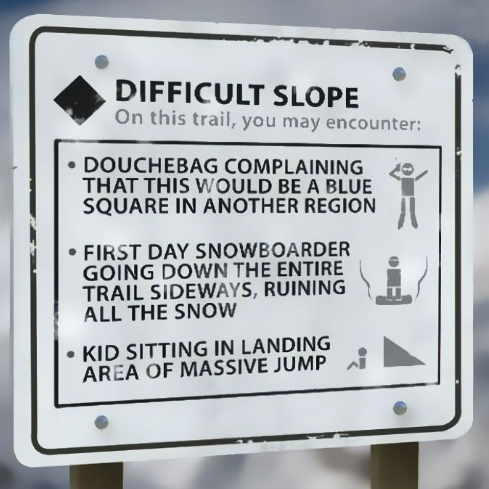 DIFFICULT SLOPE
On this trail, you may encounter:
• DOUCHEBAG COMPLAINING
THAT THIS WOULD BE A BLUE
SQUARE IN ANOTHER REGION
• FIRST DAY SNOWBOARDER
GOING DOWN THE ENTIRE
TRAIL SIDEWAYS, RUINING
ALL THE SNOW
• KID SITTING IN LANDING
AREA OF MASSIVE JUMP